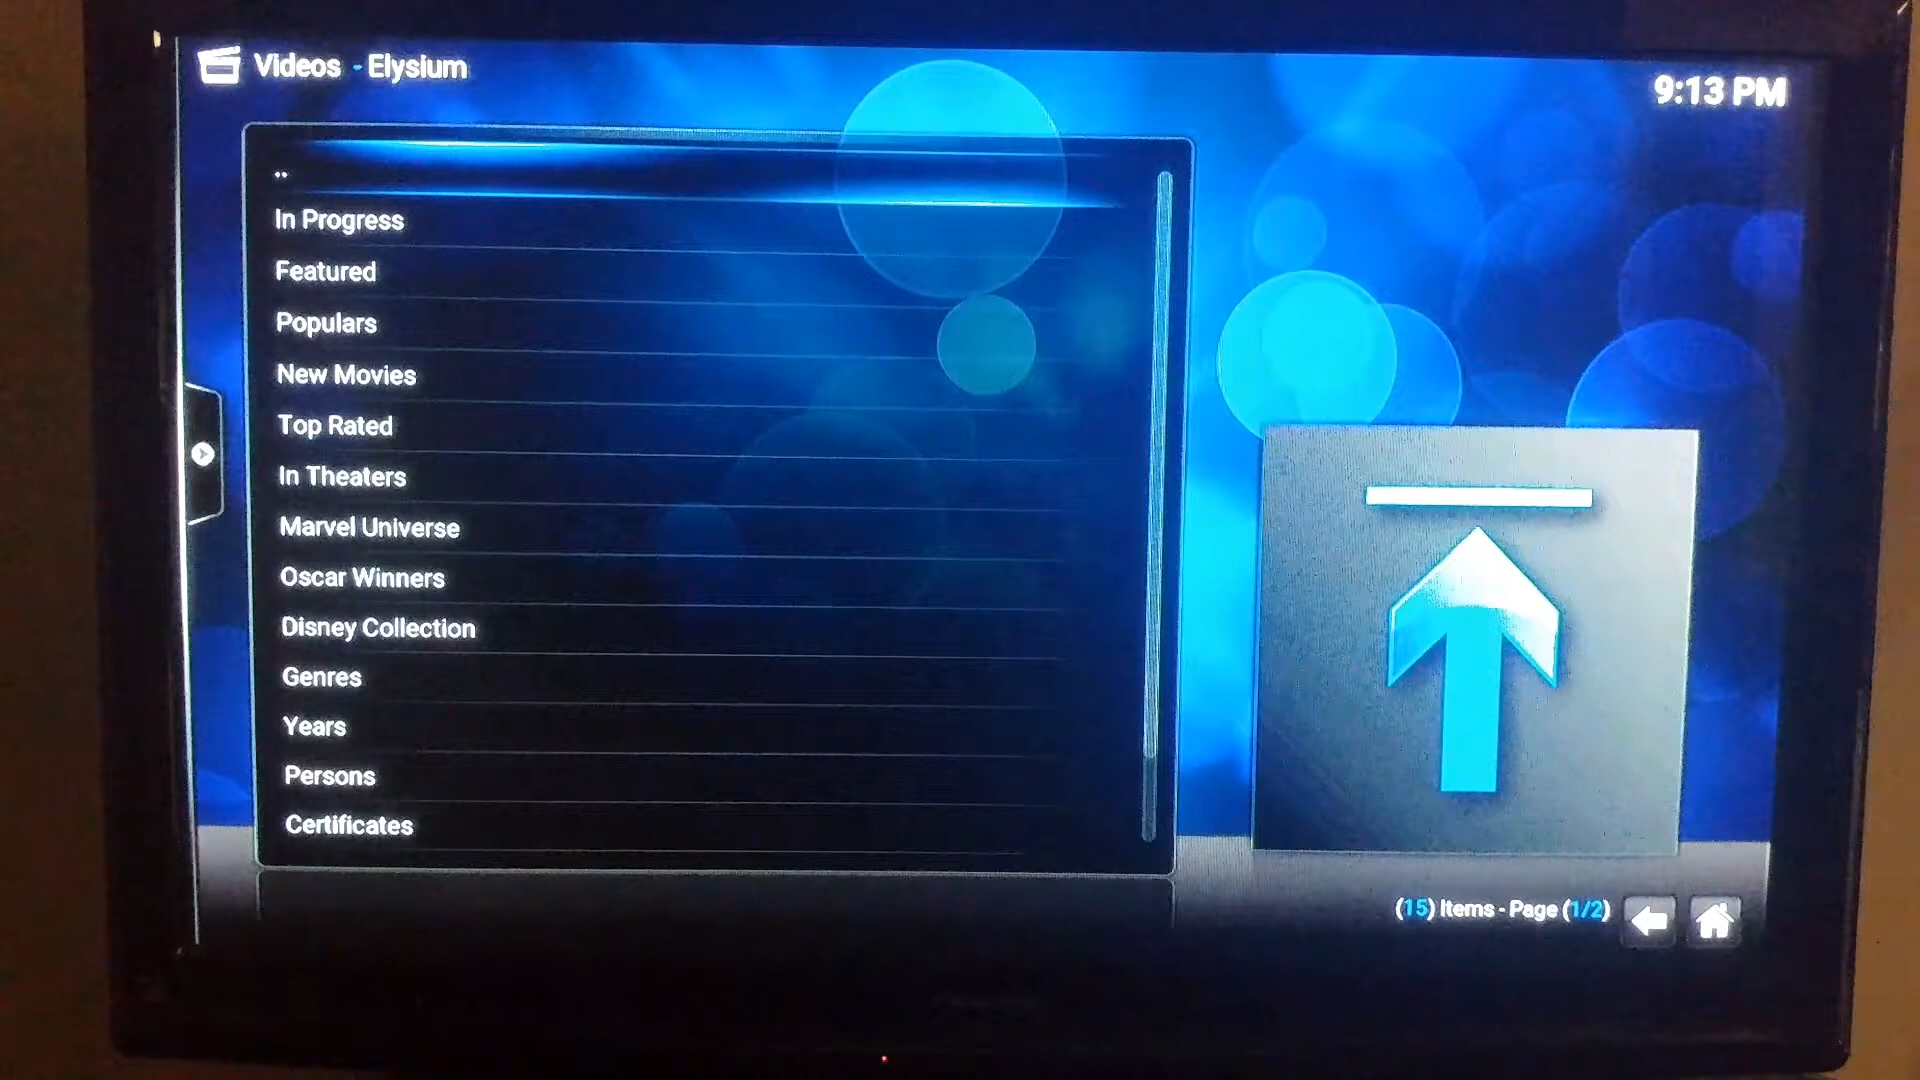 Videos - Elysium
9:13 PM
..
In Progress
Featured
Populars
New Movies
Top Rated
In Theaters
Marvel Universe
Oscar Winners
Disney Collection
Genres
Years
Persons
Certificates
(15) Items - Page (1/2)